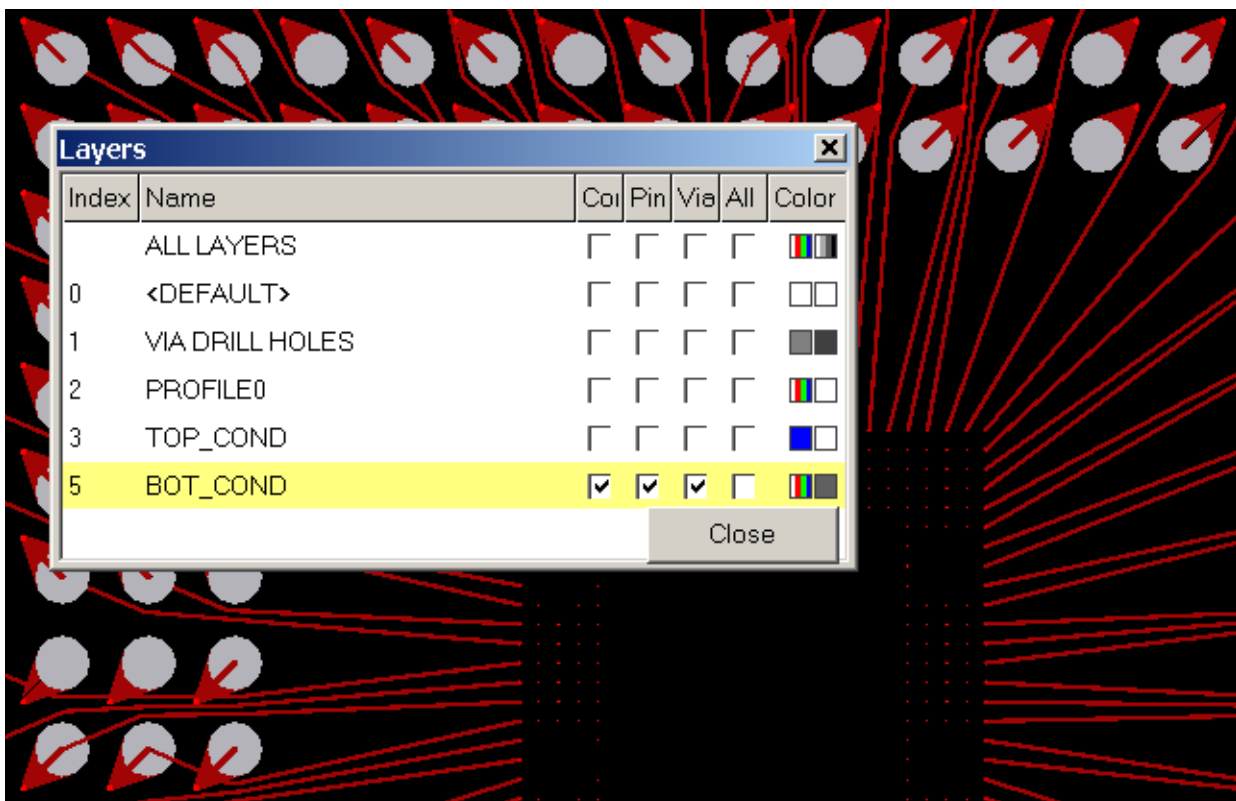 Layers
Index Name Coı Pin Via All Color
ALL LAYERS
0 <DEFAULT>
1 VIA DRILL HOLES
2 PROFILE0
3 TOP_COND
5 BOT_COND
Close